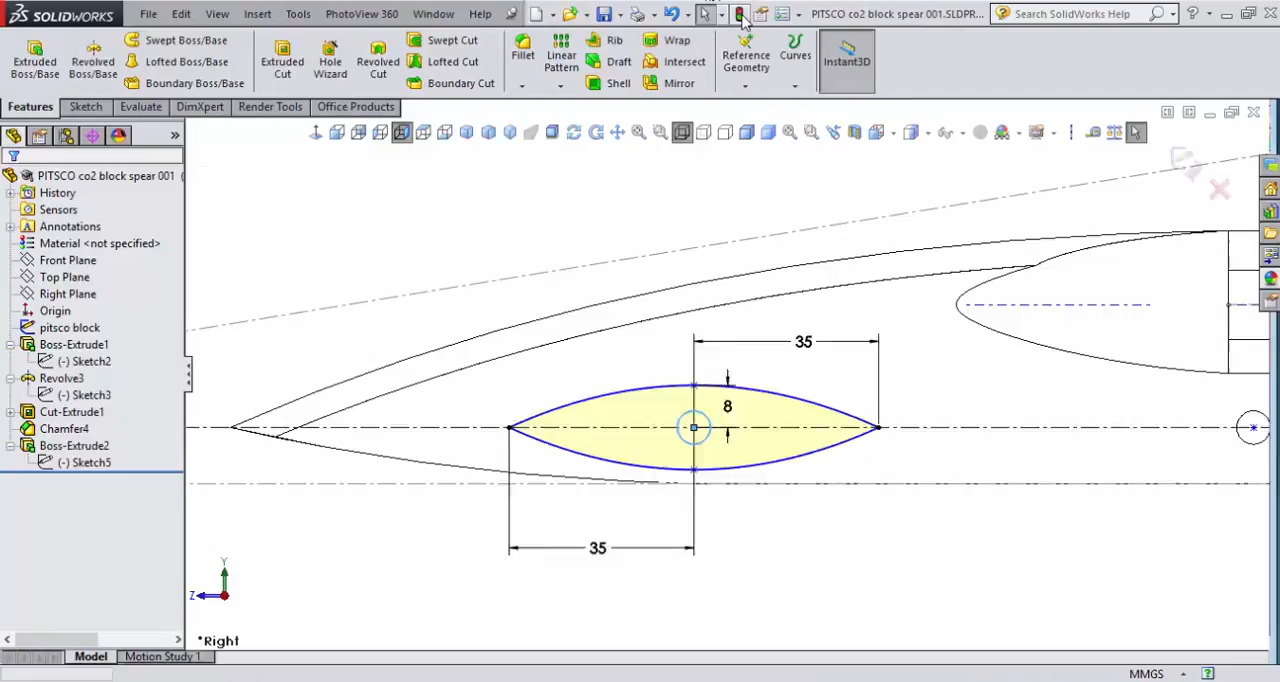 SOLIDWORKS File Edit View Insert Tools PhotoView 360 Window Help PITSCO co2 block spear 001.SLDPR... Search SolidWorks Help
Extruded Boss/Base
Revolved Boss/Base
Swept Boss/Base
Lofted Boss/Base
Boundary Boss/Base
Extruded Cut
Hole Wizard
Revolved Cut
Swept Cut
Lofted Cut
Boundary Cut
Fillet
Linear Pattern
Rib
Draft
Shell
Wrap
Intersect
Mirror
Reference Geometry
Curves
Instant3D
Features Sketch Evaluate DimXpert Render Tools Office Products
PITSCO co2 block spear 001 (
History
Sensors
Annotations
Material <not specified>
Front Plane
Top Plane
Right Plane
Origin
pitsco block
Boss-Extrude1
(-) Sketch2
Revolve3
(-) Sketch3
Cut-Extrude1
Chamfer4
Boss-Extrude2
(-) Sketch5
35
8
35
Y
Z
*Right
Model Motion Study 1
MMGS